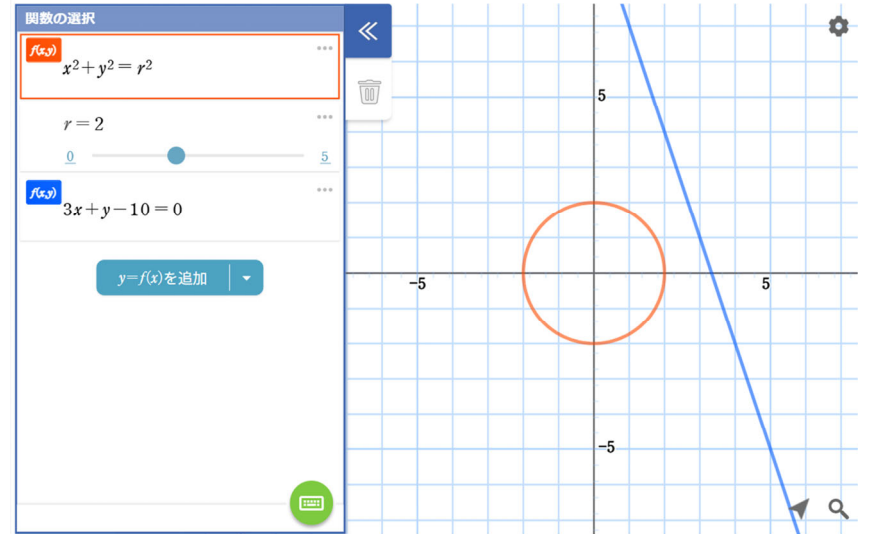 関数の選択
f(x,y)
x²+y²=r²
r=2
0 5
f(x,y)
3x+y−10=0
y=f(x)を追加
5
-5 5
-5